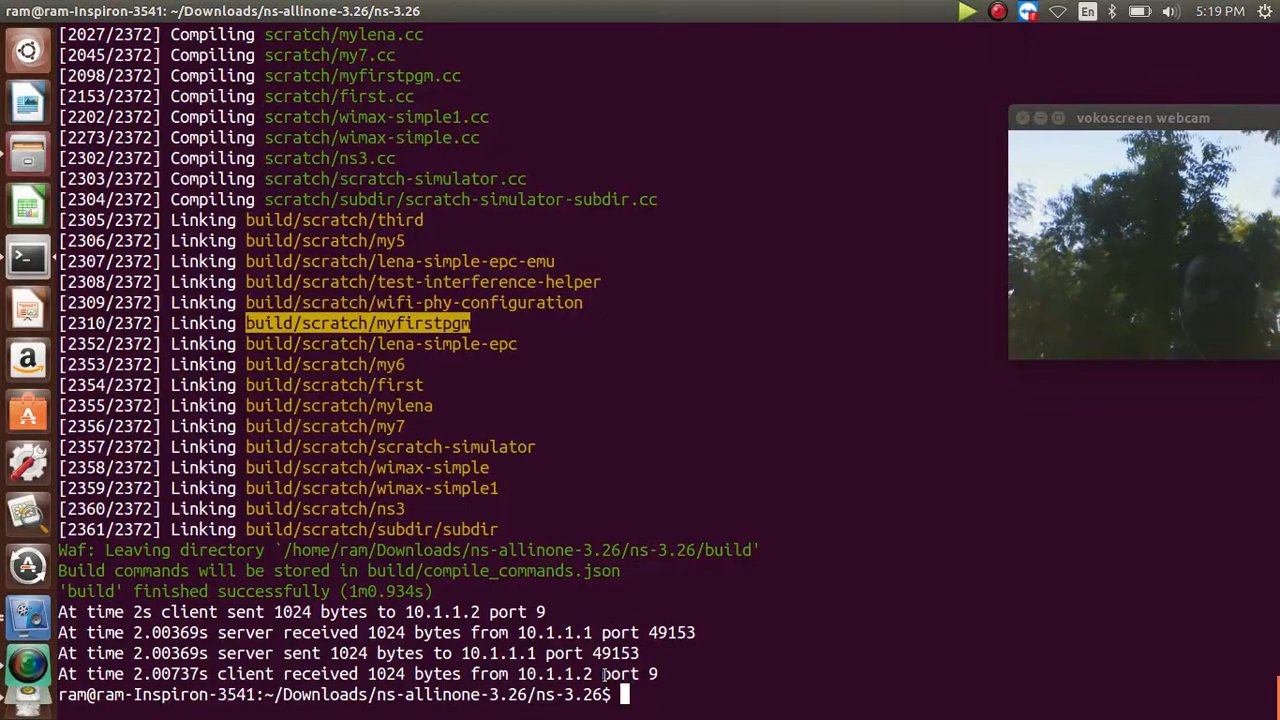 ram@ram-Inspiron-3541: ~/Downloads/ns-allinone-3.26/ns-3.26
En
5:19 PM
[2027/2372] Compiling scratch/mylena.cc
[2045/2372] Compiling scratch/my7.cc
[2098/2372] Compiling scratch/myfirstpgm.cc
[2153/2372] Compiling scratch/first.cc
[2202/2372] Compiling scratch/wimax-simple1.cc
[2273/2372] Compiling scratch/wimax-simple.cc
[2302/2372] Compiling scratch/ns3.cc
[2303/2372] Compiling scratch/scratch-simulator.cc
[2304/2372] Compiling scratch/subdir/scratch-simulator-subdir.cc
[2305/2372] Linking build/scratch/third
[2306/2372] Linking build/scratch/my5
[2307/2372] Linking build/scratch/lena-simple-epc-emu
[2308/2372] Linking build/scratch/test-interference-helper
[2309/2372] Linking build/scratch/wifi-phy-configuration
[2310/2372] Linking build/scratch/myfirstpgm
[2352/2372] Linking build/scratch/lena-simple-epc
[2353/2372] Linking build/scratch/my6
[2354/2372] Linking build/scratch/first
[2355/2372] Linking build/scratch/mylena
[2356/2372] Linking build/scratch/my7
[2357/2372] Linking build/scratch/scratch-simulator
[2358/2372] Linking build/scratch/wimax-simple
[2359/2372] Linking build/scratch/wimax-simple1
[2360/2372] Linking build/scratch/ns3
[2361/2372] Linking build/scratch/subdir/subdir
Waf: Leaving directory `/home/ram/Downloads/ns-allinone-3.26/ns-3.26/build'
Build commands will be stored in build/compile_commands.json
'build' finished successfully (1m0.934s)
At time 2s client sent 1024 bytes to 10.1.1.2 port 9
At time 2.00369s server received 1024 bytes from 10.1.1.1 port 49153
At time 2.00369s server sent 1024 bytes to 10.1.1.1 port 49153
At time 2.00737s client received 1024 bytes from 10.1.1.2 port 9
ram@ram-Inspiron-3541:~/Downloads/ns-allinone-3.26/ns-3.26$
vokoscreen webcam